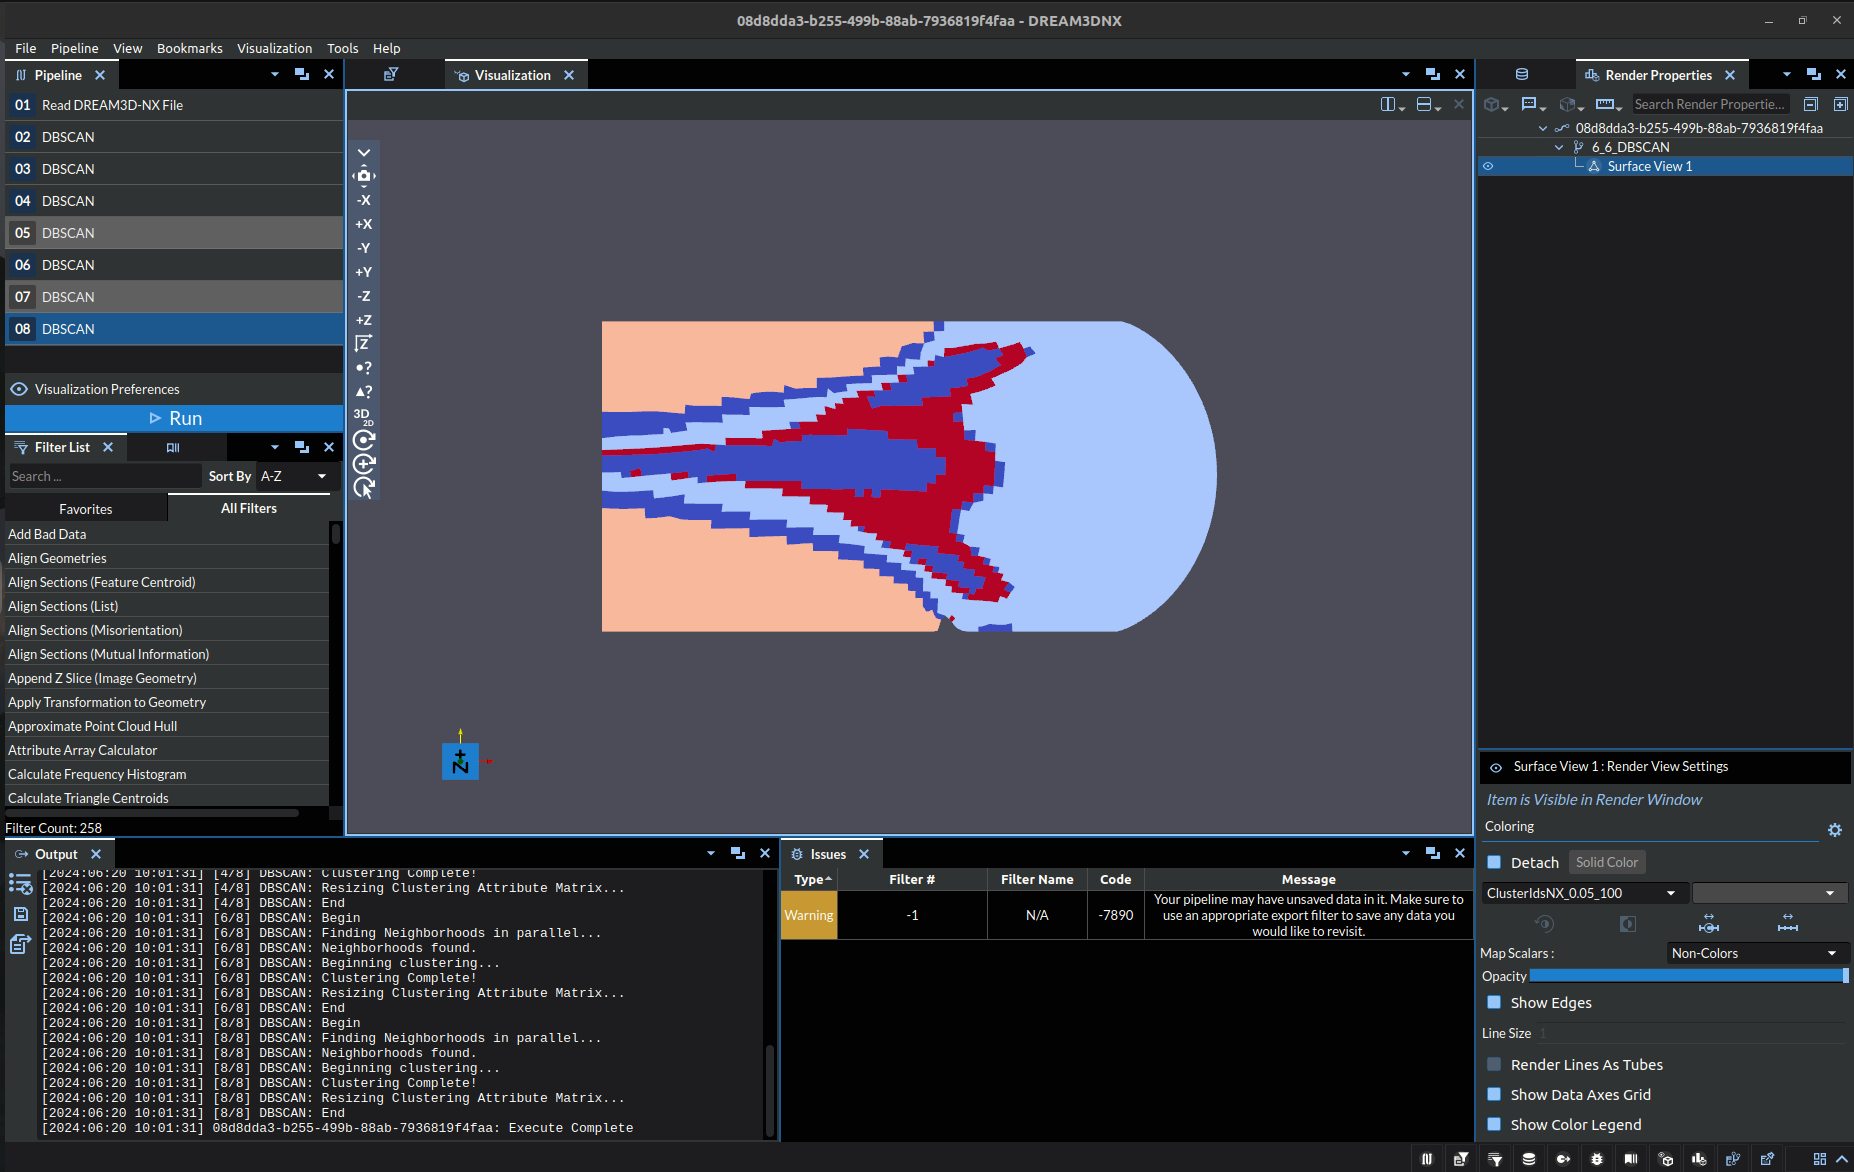 08d8dda3-b255-499b-88ab-7936819f4faa - DREAM3DNX
File Pipeline View Bookmarks Visualization Tools Help
Pipeline
01 Read DREAM3D-NX File
02 DBSCAN
03 DBSCAN
04 DBSCAN
05 DBSCAN
06 DBSCAN
07 DBSCAN
08 DBSCAN
Visualization Preferences
Run
Filter List
Search ... Sort By A-Z
Favorites All Filters
Add Bad Data
Align Geometries
Align Sections (Feature Centroid)
Align Sections (List)
Align Sections (Misorientation)
Align Sections (Mutual Information)
Append Z Slice (Image Geometry)
Apply Transformation to Geometry
Approximate Point Cloud Hull
Attribute Array Calculator
Calculate Frequency Histogram
Calculate Triangle Centroids
Filter Count: 258
Visualization
-X
+X
-Y
+Y
-Z
+Z
Z
?
?
3D
2D
+Z
Render Properties
Search Render Propertie...
08d8dda3-b255-499b-88ab-7936819f4faa
6_6_DBSCAN
Surface View 1
Surface View 1 : Render View Settings
Item is Visible in Render Window
Coloring
Detach Solid Color
ClusterIdsNX_0.05_100
Map Scalars : Non-Colors
Opacity
Show Edges
Line Size 1
Render Lines As Tubes
Show Data Axes Grid
Show Color Legend
Output
[2024:06:20 10:01:31] [4/8] DBSCAN: Clustering Complete!
[2024:06:20 10:01:31] [4/8] DBSCAN: Resizing Clustering Attribute Matrix...
[2024:06:20 10:01:31] [4/8] DBSCAN: End
[2024:06:20 10:01:31] [6/8] DBSCAN: Begin
[2024:06:20 10:01:31] [6/8] DBSCAN: Finding Neighborhoods in parallel...
[2024:06:20 10:01:31] [6/8] DBSCAN: Neighborhoods found.
[2024:06:20 10:01:31] [6/8] DBSCAN: Beginning clustering...
[2024:06:20 10:01:31] [6/8] DBSCAN: Clustering Complete!
[2024:06:20 10:01:31] [6/8] DBSCAN: Resizing Clustering Attribute Matrix...
[2024:06:20 10:01:31] [6/8] DBSCAN: End
[2024:06:20 10:01:31] [8/8] DBSCAN: Begin
[2024:06:20 10:01:31] [8/8] DBSCAN: Finding Neighborhoods in parallel...
[2024:06:20 10:01:31] [8/8] DBSCAN: Neighborhoods found.
[2024:06:20 10:01:31] [8/8] DBSCAN: Beginning clustering...
[2024:06:20 10:01:31] [8/8] DBSCAN: Clustering Complete!
[2024:06:20 10:01:31] [8/8] DBSCAN: Resizing Clustering Attribute Matrix...
[2024:06:20 10:01:31] [8/8] DBSCAN: End
[2024:06:20 10:01:31] 08d8dda3-b255-499b-88ab-7936819f4faa: Execute Complete
Issues
Type Filter # Filter Name Code Message
Warning -1 N/A -7890 Your pipeline may have unsaved data in it. Make sure to
use an appropriate export filter to save any data you
would like to revisit.